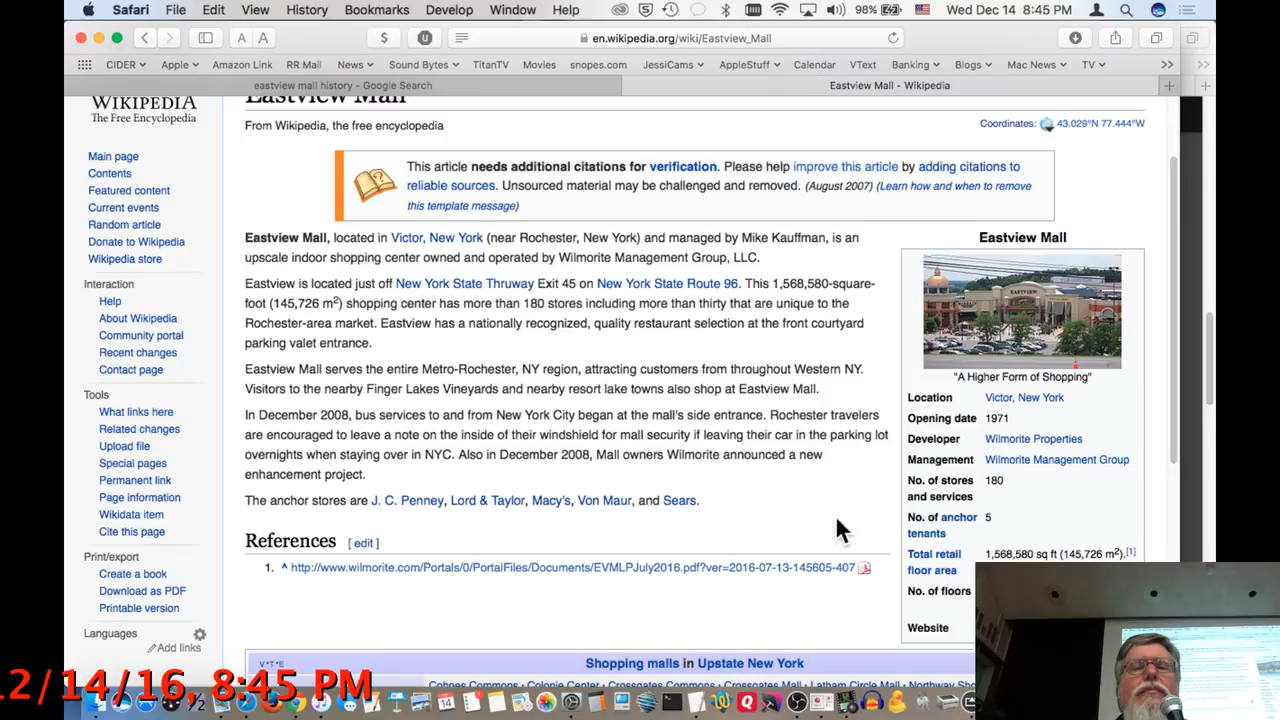 Safari File Edit View History Bookmarks Develop Window Help 98% Wed Dec 14 8:45 PM
en.wikipedia.org/wiki/Eastview_Mall
CIDER Apple Amazon Link RR Mail News Sound Bytes TitanTV Movies snopes.com JessiCams AppleStuff Calendar VText Banking Blogs Mac News TV
eastview mall history - Google Search
Eastview Mall - Wikipedia
WIKIPEDIA
The Free Encyclopedia
Main page
Contents
Featured content
Current events
Random article
Donate to Wikipedia
Wikipedia store
Interaction
Help
About Wikipedia
Community portal
Recent changes
Contact page
Tools
What links here
Related changes
Upload file
Special pages
Permanent link
Page information
Wikidata item
Cite this page
Print/export
Create a book
Download as PDF
Printable version
Languages
Add links
Eastview Mall
From Wikipedia, the free encyclopedia
Coordinates: 43.029°N 77.444°W
This article needs additional citations for verification. Please help improve this article by adding citations to
reliable sources. Unsourced material may be challenged and removed. (August 2007) (Learn how and when to remove
this template message)
Eastview Mall, located in Victor, New York (near Rochester, New York) and managed by Mike Kauffman, is an
upscale indoor shopping center owned and operated by Wilmorite Management Group, LLC.
Eastview is located just off New York State Thruway Exit 45 on New York State Route 96. This 1,568,580-square-
foot (145,726 m²) shopping center has more than 180 stores including more than thirty that are unique to the
Rochester-area market. Eastview has a nationally recognized, quality restaurant selection at the front courtyard
parking valet entrance.
Eastview Mall serves the entire Metro-Rochester, NY region, attracting customers from throughout Western NY.
Visitors to the nearby Finger Lakes Vineyards and nearby resort lake towns also shop at Eastview Mall.
In December 2008, bus services to and from New York City began at the mall's side entrance. Rochester travelers
are encouraged to leave a note on the inside of their windshield for mall security if leaving their car in the parking lot
overnights when staying over in NYC. Also in December 2008, Mall owners Wilmorite announced a new
enhancement project.
The anchor stores are J. C. Penney, Lord & Taylor, Macy's, Von Maur, and Sears.
References [ edit ]
1. ^ http://www.wilmorite.com/Portals/0/PortalFiles/Documents/EVMLPJuly2016.pdf?ver=2016-07-13-145605-407
V·T·E Shopping malls in Upstate New York
Eastview Mall
EASTVIEW
"A Higher Form of Shopping"
Location Victor, New York
Opening date 1971
Developer Wilmorite Properties
Management Wilmorite Management Group
No. of stores and services 180
No. of anchor tenants 5
Total retail floor area 1,568,580 sq ft (145,726 m²).[1]
No. of floors
Website
12/14/16, 8:45 PM